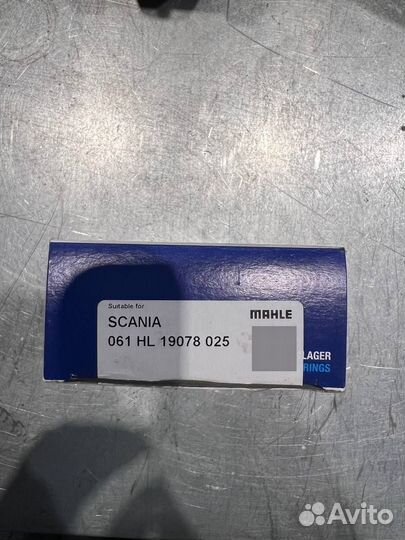 Suitable for
MAHLE
SCANIA
061 HL 19078 025
LAGER
RINGS
Avito